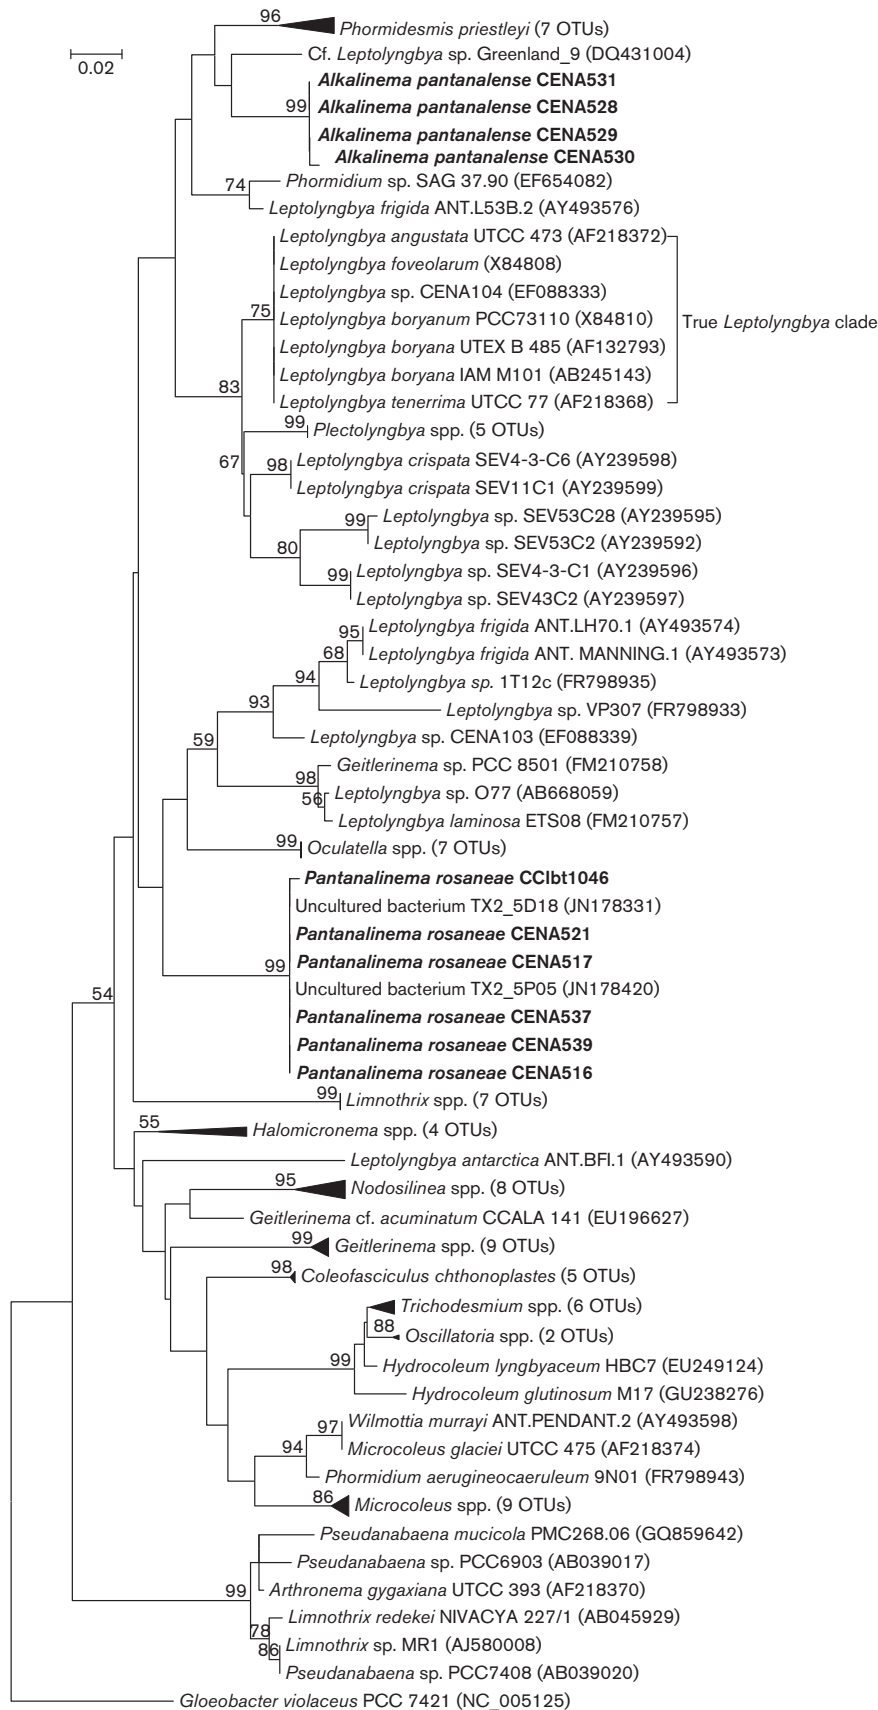 96
Phormidesmis priestleyi (7 OTUs)
0.02
Cf. Leptolyngbya sp. Greenland_9 (DQ431004)
Alkalinema pantanalense CENA531
99
Alkalinema pantanalense CENA528
Alkalinema pantanalense CENA529
Alkalinema pantanalense CENA530
74
Phormidium sp. SAG 37.90 (EF654082)
Leptolyngbya frigida ANT.L53B.2 (AY493576)
Leptolyngbya angustata UTCC 473 (AF218372)
Leptolyngbya foveolarum (X84808)
Leptolyngbya sp. CENA104 (EF088333)
75
Leptolyngbya boryanum PCC73110 (X84810)
True Leptolyngbya clade
Leptolyngbya boryana UTEX B 485 (AF132793)
Leptolyngbya boryana IAM M101 (AB245143)
83
Leptolyngbya tenerrima UTCC 77 (AF218368)
99
Plectolyngbya spp. (5 OTUs)
67
98
Leptolyngbya crispata SEV4-3-C6 (AY239598)
Leptolyngbya crispata SEV11C1 (AY239599)
99
Leptolyngbya sp. SEV53C28 (AY239595)
Leptolyngbya sp. SEV53C2 (AY239592)
80
99
Leptolyngbya sp. SEV4-3-C1 (AY239596)
Leptolyngbya sp. SEV43C2 (AY239597)
95
Leptolyngbya frigida ANT.LH70.1 (AY493574)
68
Leptolyngbya frigida ANT. MANNING.1 (AY493573)
94
Leptolyngbya sp. 1T12c (FR798935)
93
Leptolyngbya sp. VP307 (FR798933)
59
Leptolyngbya sp. CENA103 (EF088339)
98
Geitlerinema sp. PCC 8501 (FM210758)
56
Leptolyngbya sp. O77 (AB668059)
Leptolyngbya laminosa ETS08 (FM210757)
99
Oculatella spp. (7 OTUs)
Pantanalinema rosaneae CCIbt1046
Uncultured bacterium TX2_5D18 (JN178331)
Pantanalinema rosaneae CENA521
99
Pantanalinema rosaneae CENA517
Uncultured bacterium TX2_5P05 (JN178420)
54
Pantanalinema rosaneae CENA537
Pantanalinema rosaneae CENA539
Pantanalinema rosaneae CENA516
99
Limnothrix spp. (7 OTUs)
55
Halomicronema spp. (4 OTUs)
Leptolyngbya antarctica ANT.BFI.1 (AY493590)
95
Nodosilinea spp. (8 OTUs)
Geitlerinema cf. acuminatum CCALA 141 (EU196627)
99
Geitlerinema spp. (9 OTUs)
98
Coleofasciculus chthonoplastes (5 OTUs)
Trichodesmium spp. (6 OTUs)
88
Oscillatoria spp. (2 OTUs)
99
Hydrocoleum lyngbyaceum HBC7 (EU249124)
Hydrocoleum glutinosum M17 (GU238276)
97
Wilmottia murrayi ANT.PENDANT.2 (AY493598)
94
Microcoleus glaciei UTCC 475 (AF218374)
Phormidium aerugineocaeruleum 9N01 (FR798943)
86
Microcoleus spp. (9 OTUs)
Pseudanabaena mucicola PMC268.06 (GQ859642)
Pseudanabaena sp. PCC6903 (AB039017)
99
Arthronema gygaxiana UTCC 393 (AF218370)
Limnothrix redekei NIVACYA 227/1 (AB045929)
78
86
Limnothrix sp. MR1 (AJ580008)
Pseudanabaena sp. PCC7408 (AB039020)
Gloeobacter violaceus PCC 7421 (NC_005125)